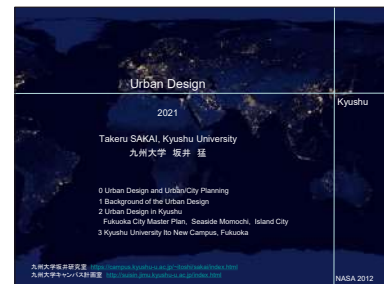 Urban Design
Kyushu
2021
Takeru SAKAI, Kyushu University
九州大学 坂井 猛
0 Urban Design and Urban/City Planning
1 Background of the Urban Design
2 Urban Design in Kyushu
Fukuoka City Master Plan, Seaside Momochi, Island City
3 Kyushu University Ito New Campus, Fukuoka
九州大学坂井研究室
九州大学キャンパス計画室
NASA 2012